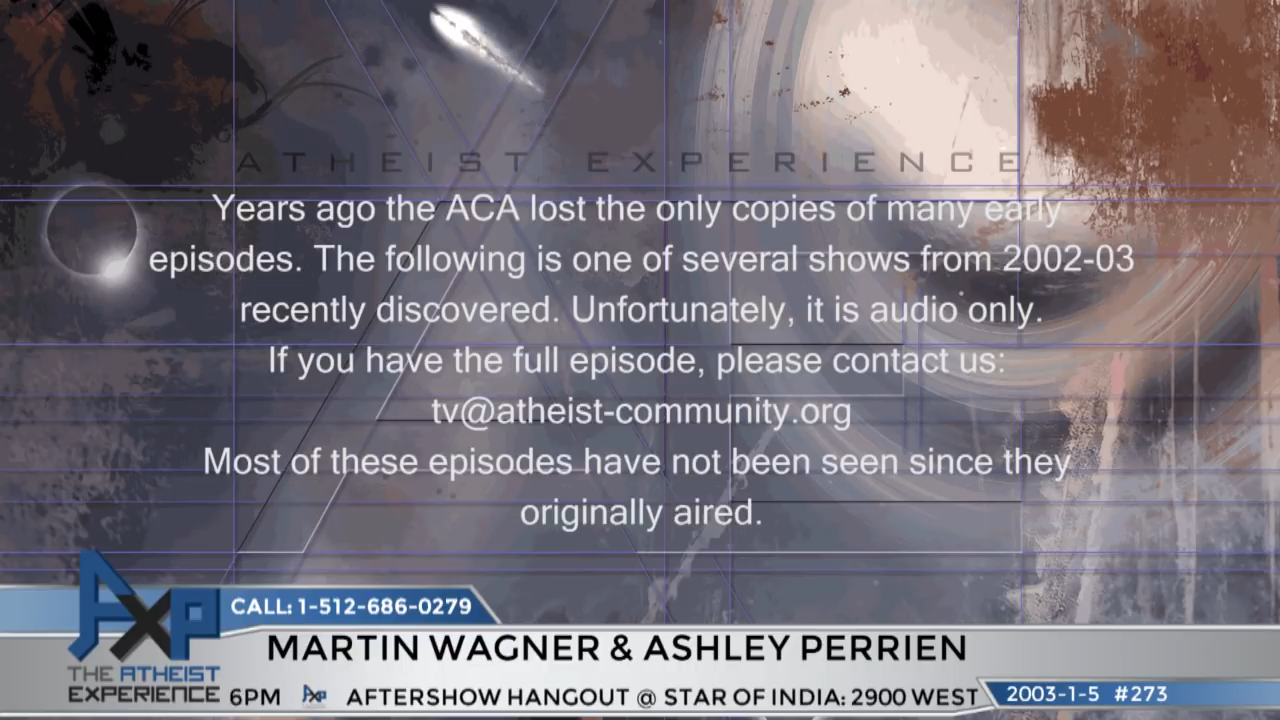 ATHEIST EXPERIENCE
Years ago the ACA lost the only copies of many early
episodes. The following is one of several shows from 2002-03
recently discovered. Unfortunately, it is audio only.
If you have the full episode, please contact us:
tv@atheist-community.org
Most of these episodes have not been seen since they
originally aired.
CALL: 1-512-686-0279
MARTIN WAGNER & ASHLEY PERRIEN
AXP
THE ATHEIST
EXPERIENCE
6PM AXP AFTERSHOW HANGOUT @ STAR OF INDIA: 2900 WEST
2003-1-5 #273